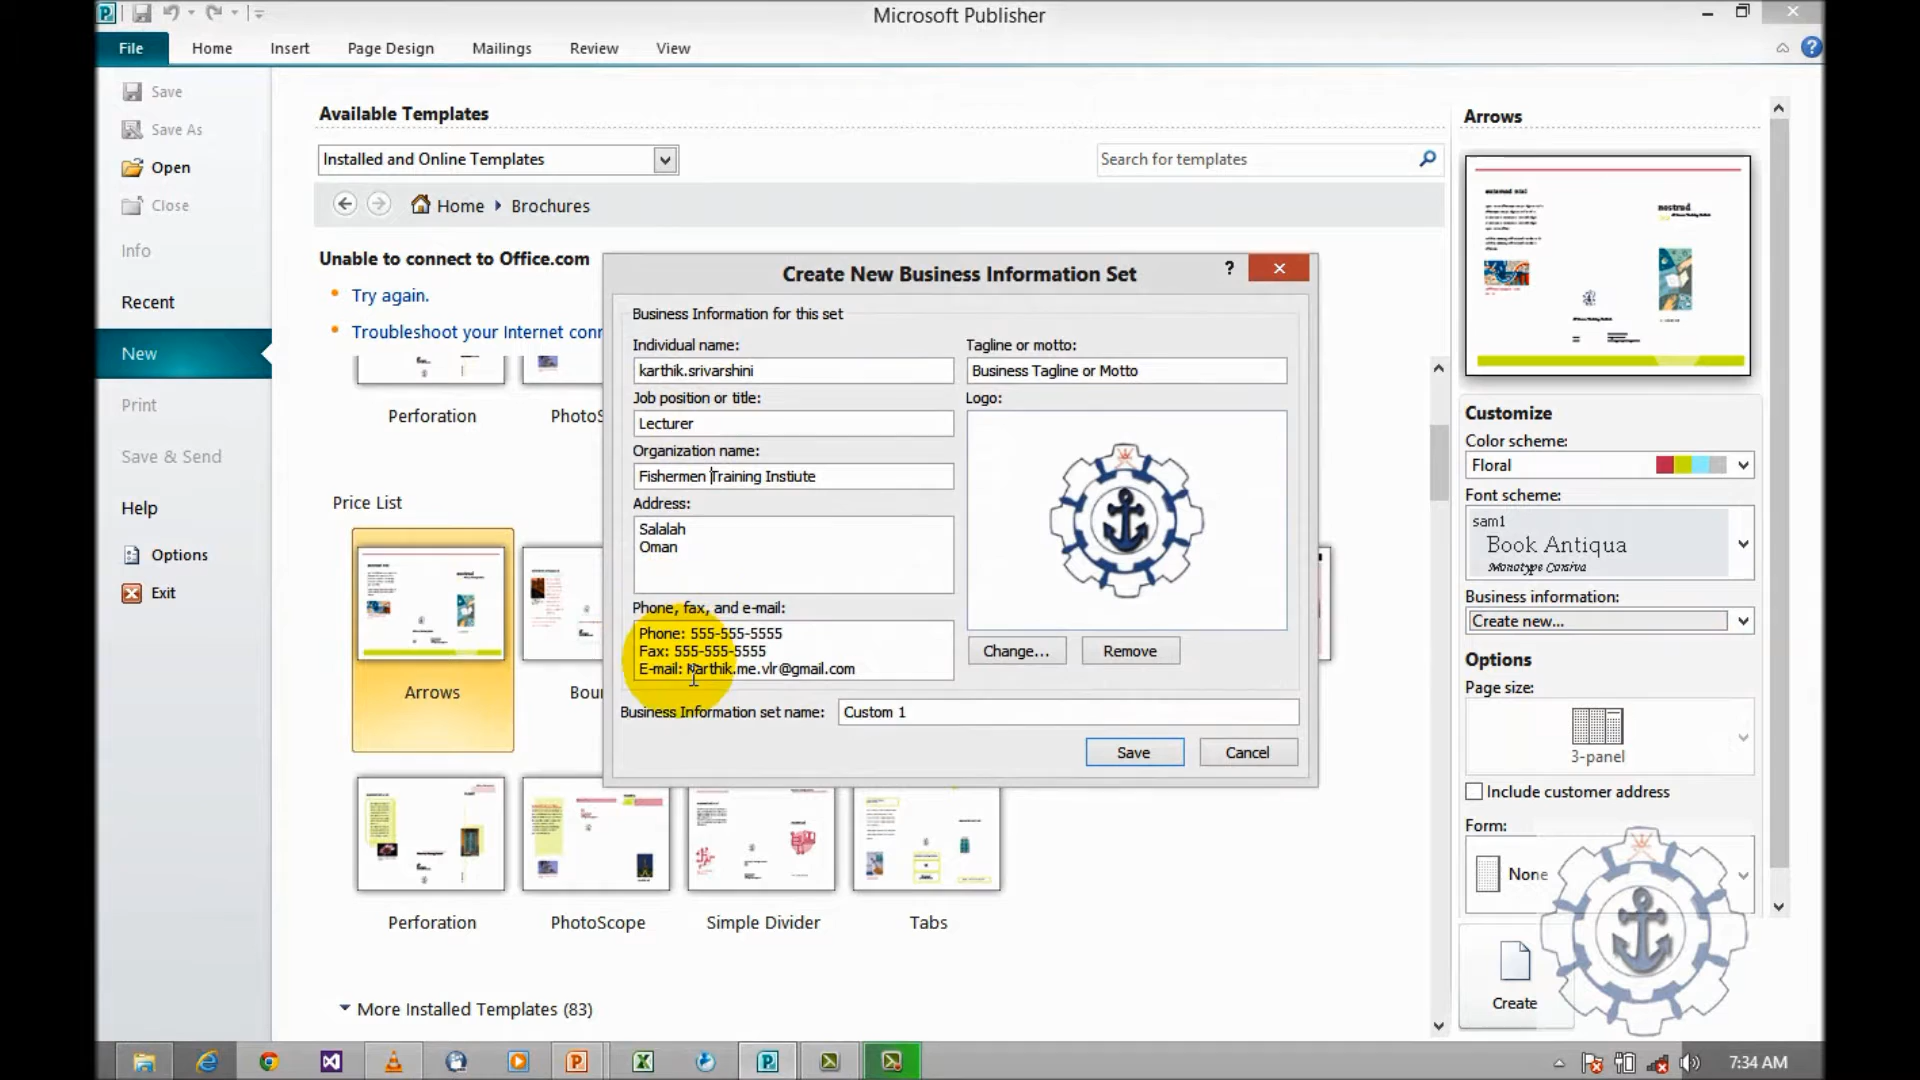 Microsoft Publisher
File Home Insert Page Design Mailings Review View
Save
Save As
Open
Close
Info
Recent
New
Print
Save & Send
Help
Options
Exit
Available Templates
Installed and Online Templates
Search for templates
Home Brochures
Unable to connect to Office.com
Try again.
Troubleshoot your Internet conn
Perforation
PhotoS
Price List
Arrows
Bou
Perforation
PhotoScope
Simple Divider
Tabs
More Installed Templates (83)
Create New Business Information Set
?
Business Information for this set
Individual name:
karthik.srivarshini
Job position or title:
Lecturer
Organization name:
Fishermen Training Instiute
Address:
Salalah
Oman
Phone, fax, and e-mail:
Phone: 555-555-5555
Fax: 555-555-5555
E-mail: karthik.me.vlr@gmail.com
Tagline or motto:
Business Tagline or Motto
Logo:
Change...
Remove
Business Information set name:
Custom 1
Save
Cancel
Arrows
nostrud
Customize
Color scheme:
Floral
Font scheme:
sam1
Book Antiqua
Monotype Corsiva
Business information:
Create new...
Options
Page size:
3-panel
Include customer address
Form:
None
Create
7:34 AM